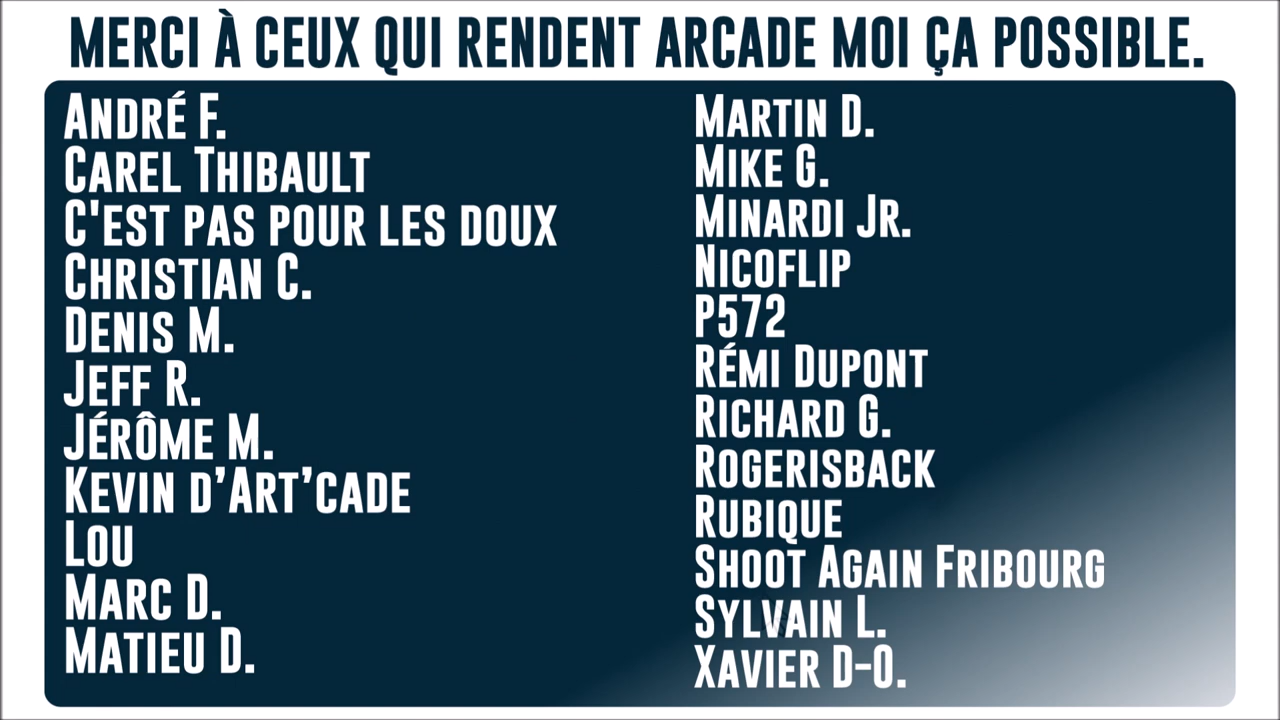 MERCI À CEUX QUI RENDENT ARCADE MOI ÇA POSSIBLE.
ANDRÉ F.
CAREL THIBAULT
C'EST PAS POUR LES DOUX
CHRISTIAN C.
DENIS M.
JEFF R.
JÉRÔME M.
KEVIN D’ART’CADE
LOU
MARC D.
MATIEU D.
MARTIN D.
MIKE G.
MINARDI JR.
NICOFLIP
P572
RÉMI DUPONT
RICHARD G.
ROGERISBACK
RUBIQUE
SHOOT AGAIN FRIBOURG
SYLVAIN L.
XAVIER D-O.